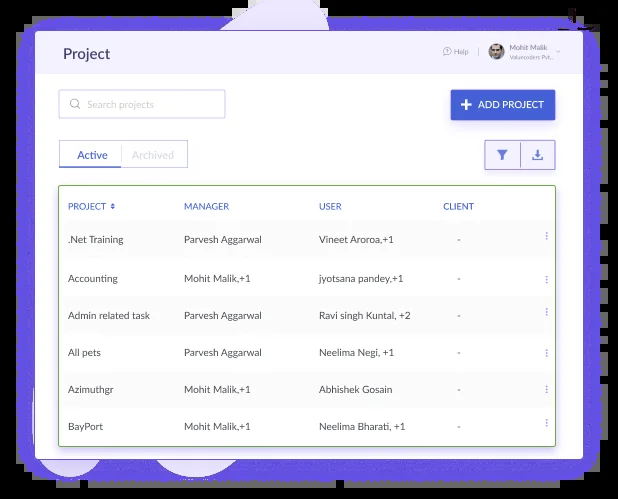 Project
Help
Mohit Malik
Valuecoders Pvt...
Search projects
ADD PROJECT
Active
Archived
PROJECT MANAGER USER CLIENT
.Net Training Parvesh Aggarwal Vineet Aroroa,+1 -
Accounting Mohit Malik,+1 jyotsana pandey,+1 -
Admin related task Parvesh Aggarwal Ravi singh Kuntal, +2 -
All pets Parvesh Aggarwal Neelima Negi, +1 -
Azimuthgr Mohit Malik,+1 Abhishek Gosain -
BayPort Mohit Malik,+1 Neelima Bharati, +1 -